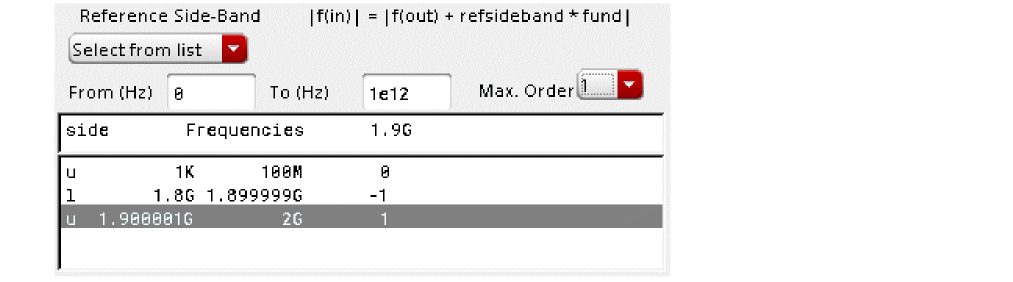 Reference Side-Band |f(in)| = |f(out) + refsideband * fund|
Select from list
From (Hz) 0 To (Hz) 1e12 Max. Order 1
side Frequencies 1.9G
u 1K 100M 0
l 1.8G 1.899999G -1
u 1.900001G 2G 1